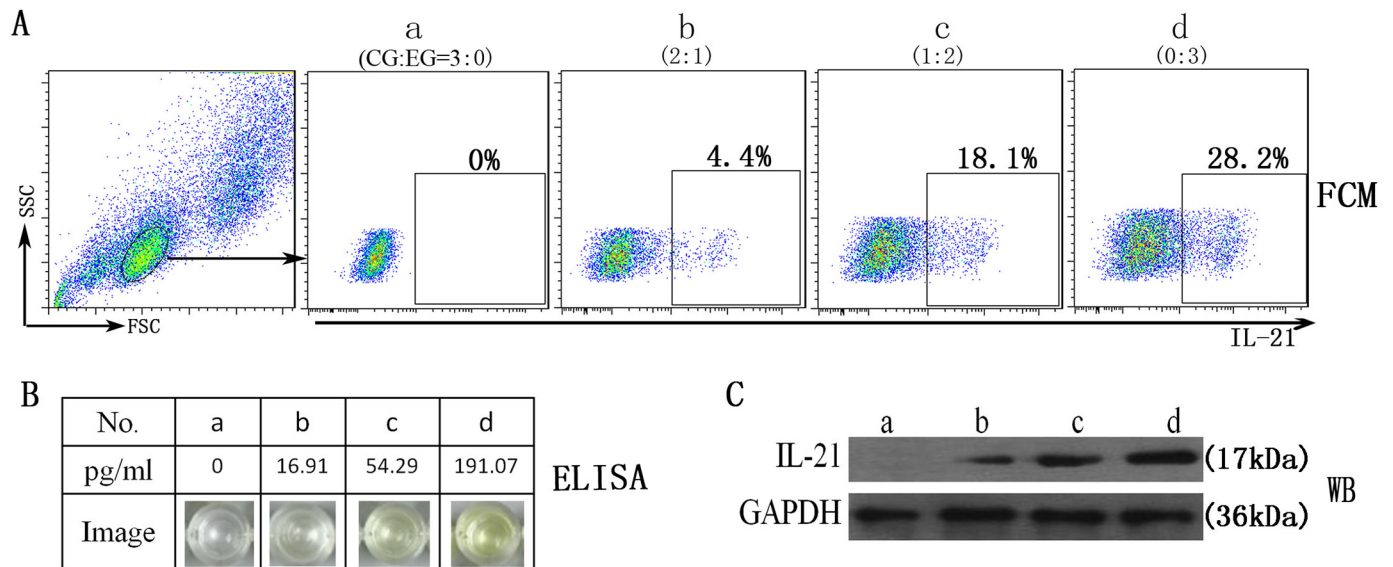 A
a b c d
(CG:EG=3:0) (2:1) (1:2) (0:3)
0% 4.4% 18.1% 28.2%
FCM
SSC
FSC
IL-21
B
No. a b c d
pg/ml 0 16.91 54.29 191.07
Image
ELISA
C
a b c d
IL-21 (17kDa)
GAPDH (36kDa)
WB